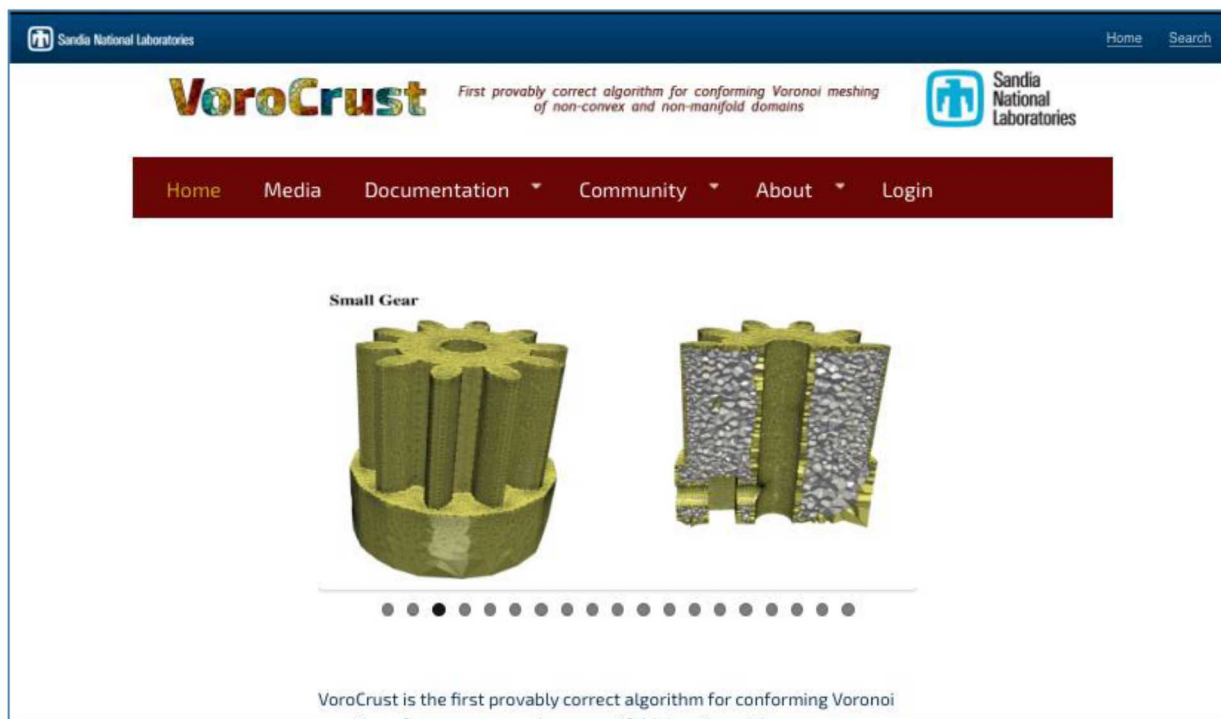 Sandia National Laboratories
Home Search
VoroCrust
First provably correct algorithm for conforming Voronoi meshing
of non-convex and non-manifold domains
Sandia
National
Laboratories
Home Media Documentation Community About Login
Small Gear
VoroCrust is the first provably correct algorithm for conforming Voronoi